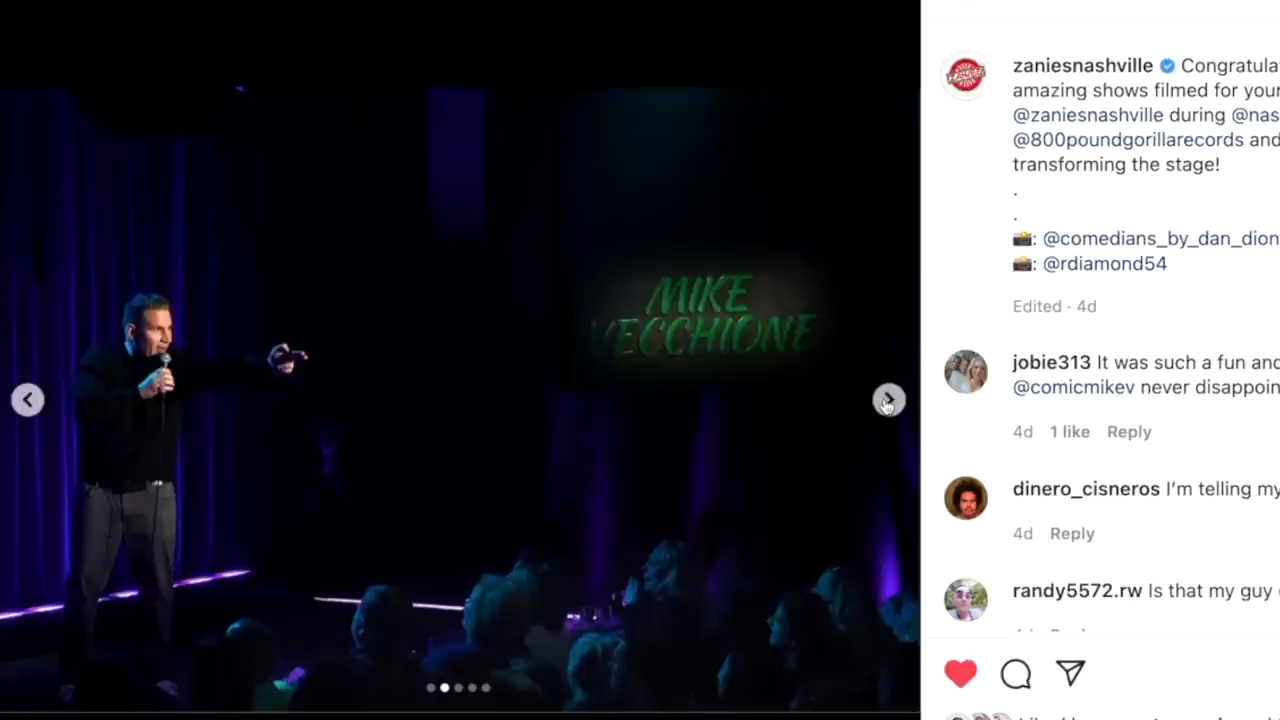 MIKE
VECCHIONE
zaniesnashville Congratula
amazing shows filmed for your
@zaniesnashville during @nas
@800poundgorillarecords and
transforming the stage!
.
.
: @comedians_by_dan_dion
: @rdiamond54
Edited · 4d
jobie313 It was such a fun and
@comicmikev never disappoin
4d 1 like Reply
dinero_cisneros I'm telling my
4d Reply
randy5572.rw Is that my guy